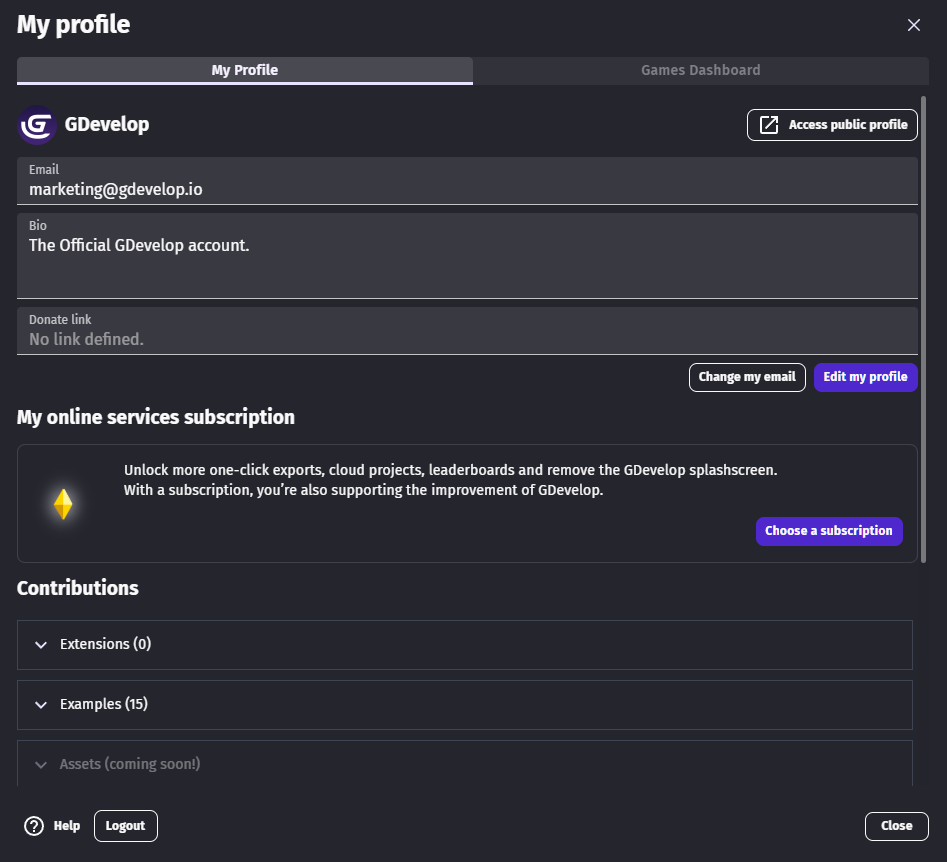 My profile
My Profile
Games Dashboard
GDevelop
Access public profile
Email
marketing@gdevelop.io
Bio
The Official GDevelop account.
Donate link
No link defined.
Change my email
Edit my profile
My online services subscription
Unlock more one-click exports, cloud projects, leaderboards and remove the GDevelop splashscreen.
With a subscription, you’re also supporting the improvement of GDevelop.
Choose a subscription
Contributions
Extensions (0)
Examples (15)
Assets (coming soon!)
Help
Logout
Close